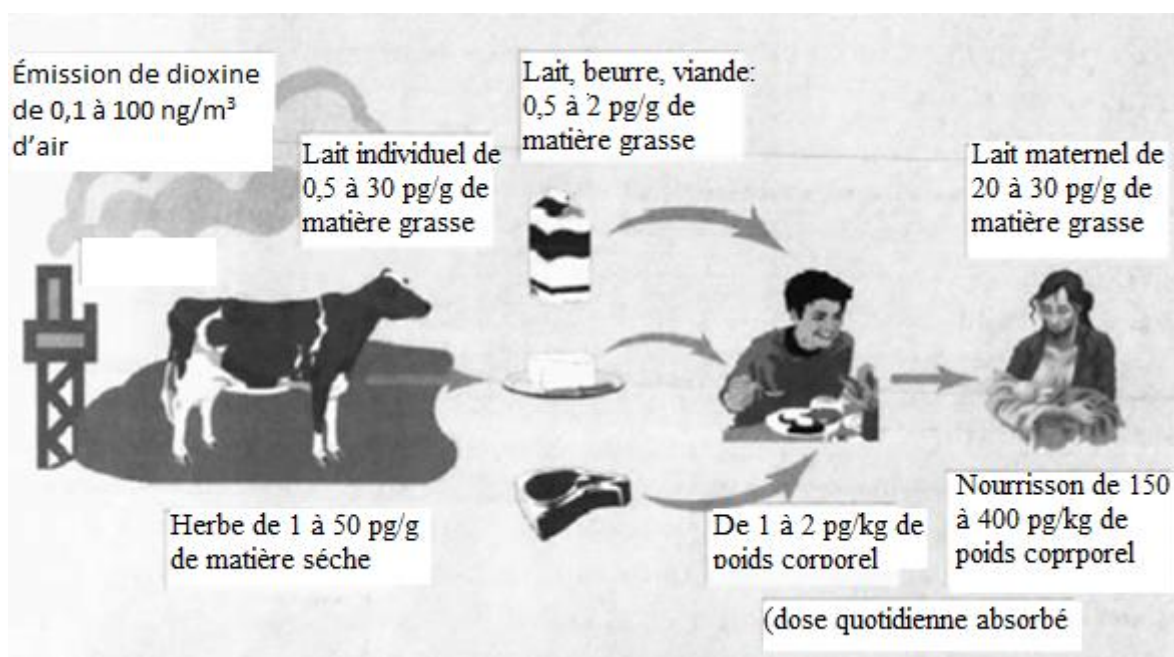 Émission de dioxine
de 0,1 à 100 ng/m³
d’air
Lait individuel de
0,5 à 30 pg/g de
matière grasse
Lait, beurre, viande:
0,5 à 2 pg/g de
matière grasse
Lait maternel de
20 à 30 pg/g de
matière grasse
Herbe de 1 à 50 pg/g
de matière séche
De 1 à 2 pg/kg de
poids corporel
Nourrisson de 150
à 400 pg/kg de
poids coprporel
(dose quotidienne absorbé